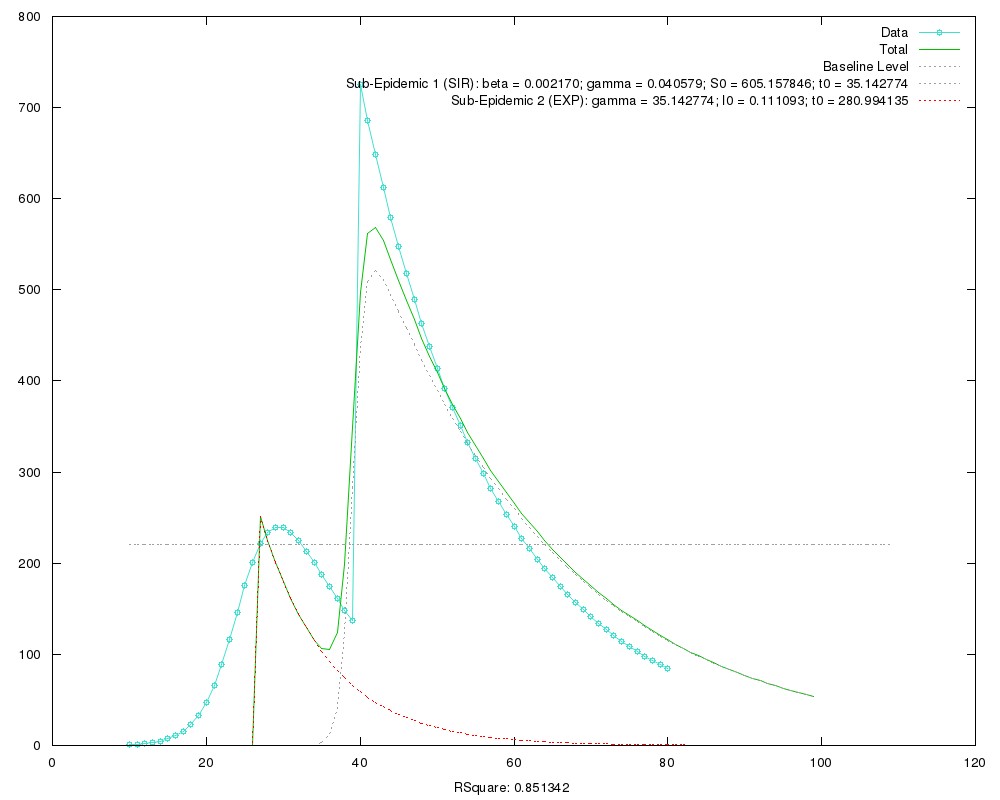 800
700
600
500
400
300
200
100
0
Data
Total
Baseline Level
Sub-Epidemic 1 (SIR): beta = 0.002170; gamma = 0.040579; S0 = 605.157846; t0 = 35.142774
Sub-Epidemic 2 (EXP): gamma = 35.142774; I0 = 0.111093; t0 = 280.994135
0 20 40 60 80 100 120
RSquare: 0.851342